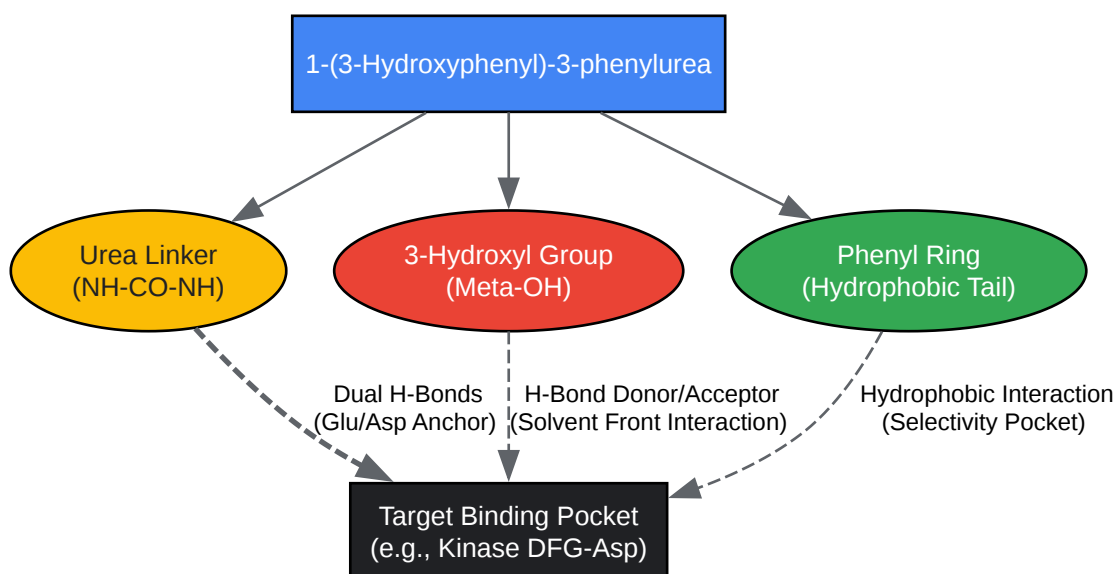 1-(3-Hydroxyphenyl)-3-phenylurea
Urea Linker
(NH-CO-NH)
3-Hydroxyl Group
(Meta-OH)
Phenyl Ring
(Hydrophobic Tail)
Dual H-Bonds
(Glu/Asp Anchor)
H-Bond Donor/Acceptor
(Solvent Front Interaction)
Hydrophobic Interaction
(Selectivity Pocket)
Target Binding Pocket
(e.g., Kinase DFG-Asp)